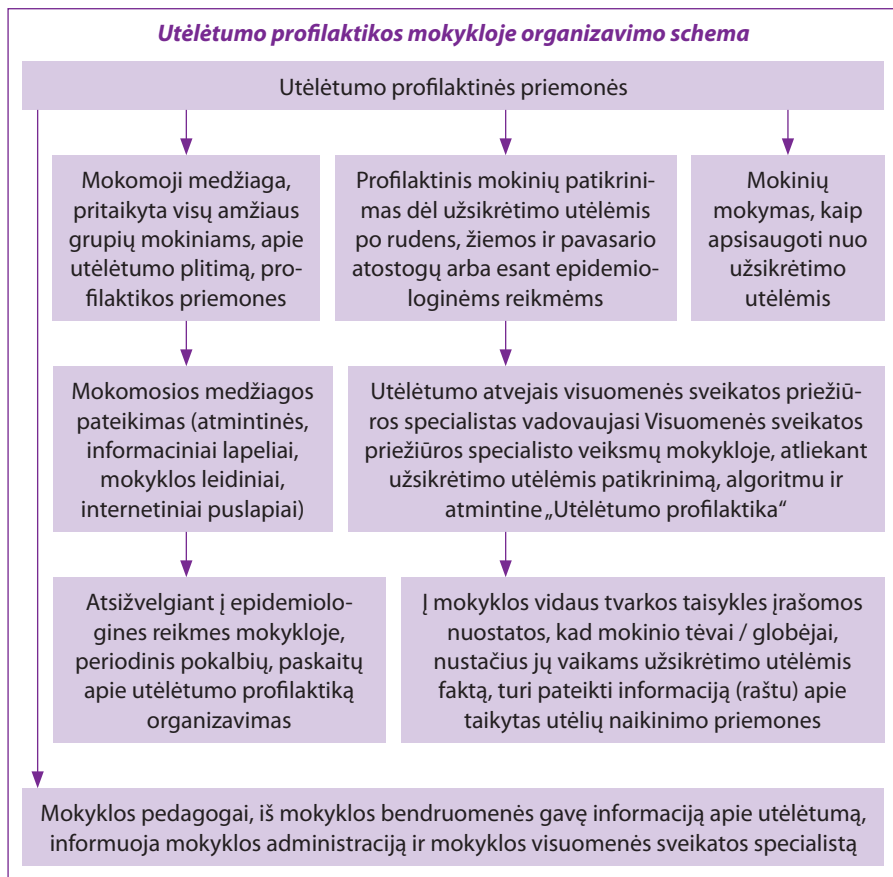 Utėlėtumo profilaktikos mokykloje organizavimo schema
Utėlėtumo profilaktinės priemonės
Mokomoji medžiaga,
pritaikyta visų amžiaus
grupių mokiniams, apie
utėlėtumo plitimą, pro-
filaktikos priemones
Profilaktinis mokinių patikrini-
mas dėl užsikrėtimo utėlėmis
po rudens, žiemos ir pavasario
atostogų arba esant epidemio-
loginėms reikmėms
Mokinių
mokymas, kaip
apsisaugoti nuo
užsikrėtimo
utėlėmis
Mokomosios medžiagos
pateikimas (atmintinės,
informaciniai lapeliai,
mokyklos leidiniai,
internetiniai puslapiai)
Utėlėtumo atvejais visuomenės sveikatos priežiū-
ros specialistas vadovaujasi Visuomenės sveikatos
priežiūros specialisto veiksmų mokykloje, atliekant
užsikrėtimo utėlėmis patikrinimą, algoritmu ir
atmintine „Utėlėtumo profilaktika“
Atsižvelgiant į epidemiolo-
gines reikmes mokykloje,
periodinis pokalbių, paskaitų
apie utėlėtumo profilaktiką
organizavimas
Į mokyklos vidaus tvarkos taisykles įrašomos
nuostatos, kad mokinio tėvai / globėjai,
nustačius jų vaikams užsikrėtimo utėlėmis
faktą, turi pateikti informaciją (raštu) apie
taikytas utėlių naikinimo priemones
Mokyklos pedagogai, iš mokyklos bendruomenės gavę informaciją apie utėlėtumą,
informuoja mokyklos administraciją ir mokyklos visuomenės sveikatos specialistą